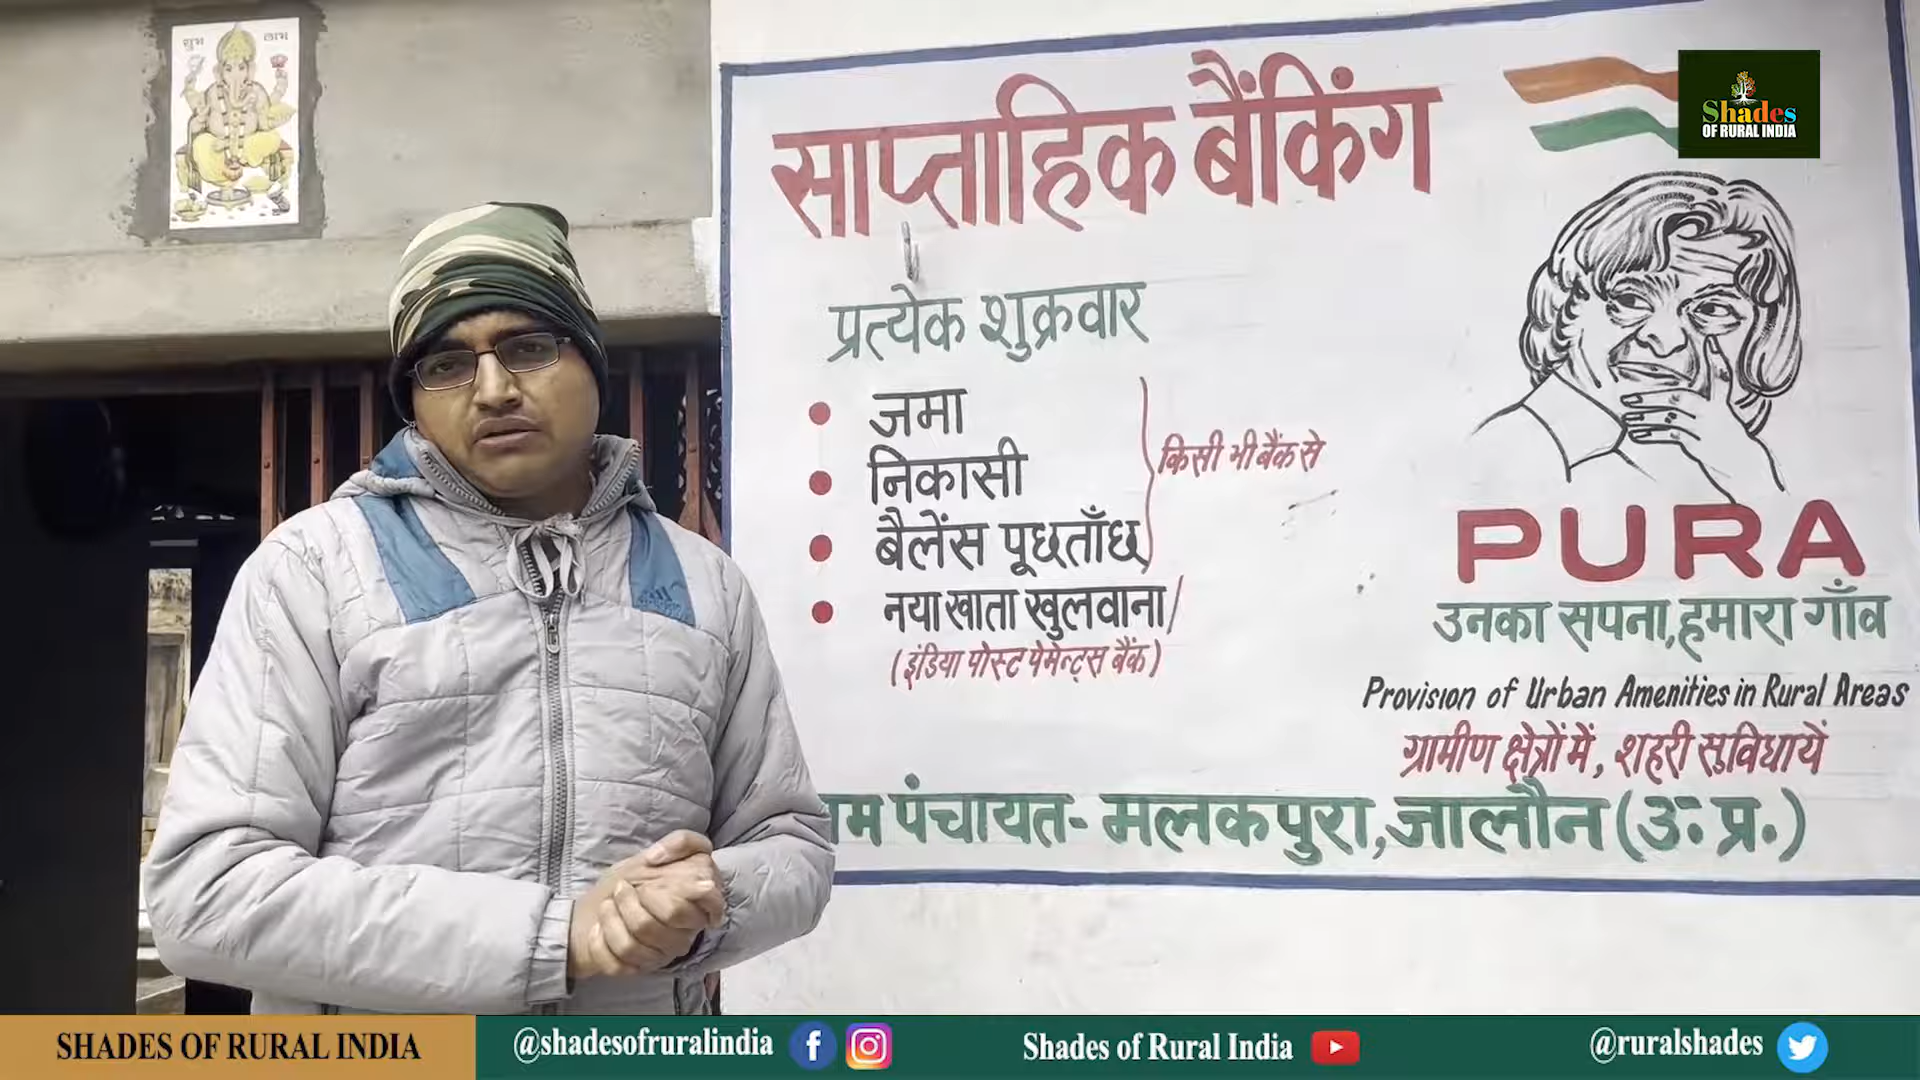 शुभ लाभ
साप्ताहिक बैंकिंग
प्रत्येक शुक्रवार
• जमा
• निकासी
• बैलेंस पूछताँछ
किसी भी बैंक से
• नया खाता खुलवाना/
(इंडिया पोस्ट पेमेन्ट्स बैंक)
Shades
OF RURAL INDIA
PURA
उनका सपना, हमारा गाँव
Provision of Urban Amenities in Rural Areas
ग्रामीण क्षेत्रों में, शहरी सुविधायें
पंचायत- मलकपुरा, जालौन (उ॰ प्र॰)
SHADES OF RURAL INDIA
@shadesofruralindia
Shades of Rural India
@ruralshades